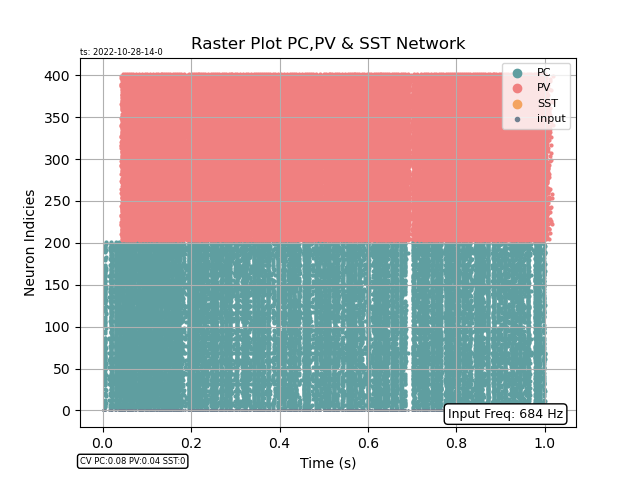 Raster Plot PC,PV & SST Network
ts: 2022-10-28-14-0
PC
PV
SST
input
Neuron Indicies
400
350
300
250
200
150
100
50
0
Input Freq: 684 Hz
0.0 0.2 0.4 0.6 0.8 1.0
Time (s)
CV PC:0.08 PV:0.04 SST:0